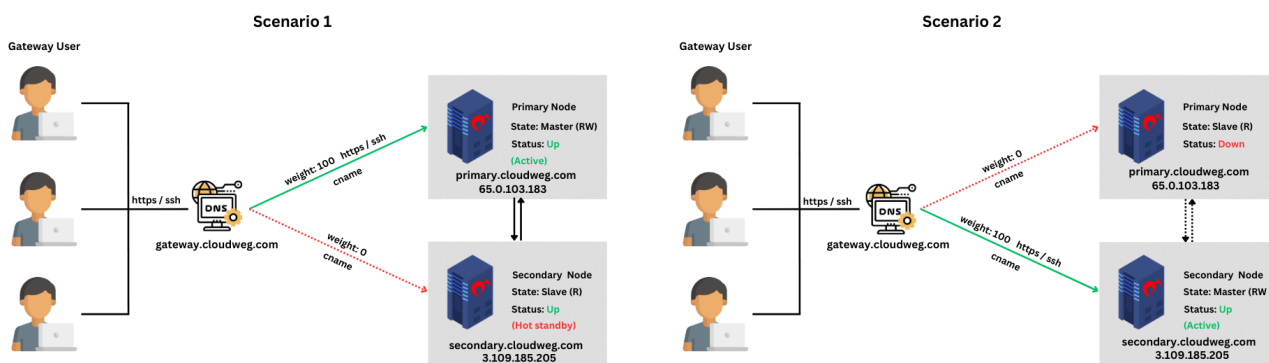 Scenario 1
Gateway User
https / ssh
DNS
gateway.cloudweg.com
weight: 100 https / ssh
cname
weight: 0
cname
Primary Node
State: Master (RW)
Status: Up
(Active)
primary.cloudweg.com
65.0.103.183
Secondary Node
State: Slave (R)
Status: Up
(Hot standby)
secondary.cloudweg.com
3.109.185.205
Scenario 2
Gateway User
https / ssh
DNS
gateway.cloudweg.com
weight: 0
cname
weight: 100 https / ssh
cname
Primary Node
State: Slave (R)
Status: Down
primary.cloudweg.com
65.0.103.183
Secondary Node
State: Master (RW
Status: Up
(Active)
secondary.cloudweg.com
3.109.185.205